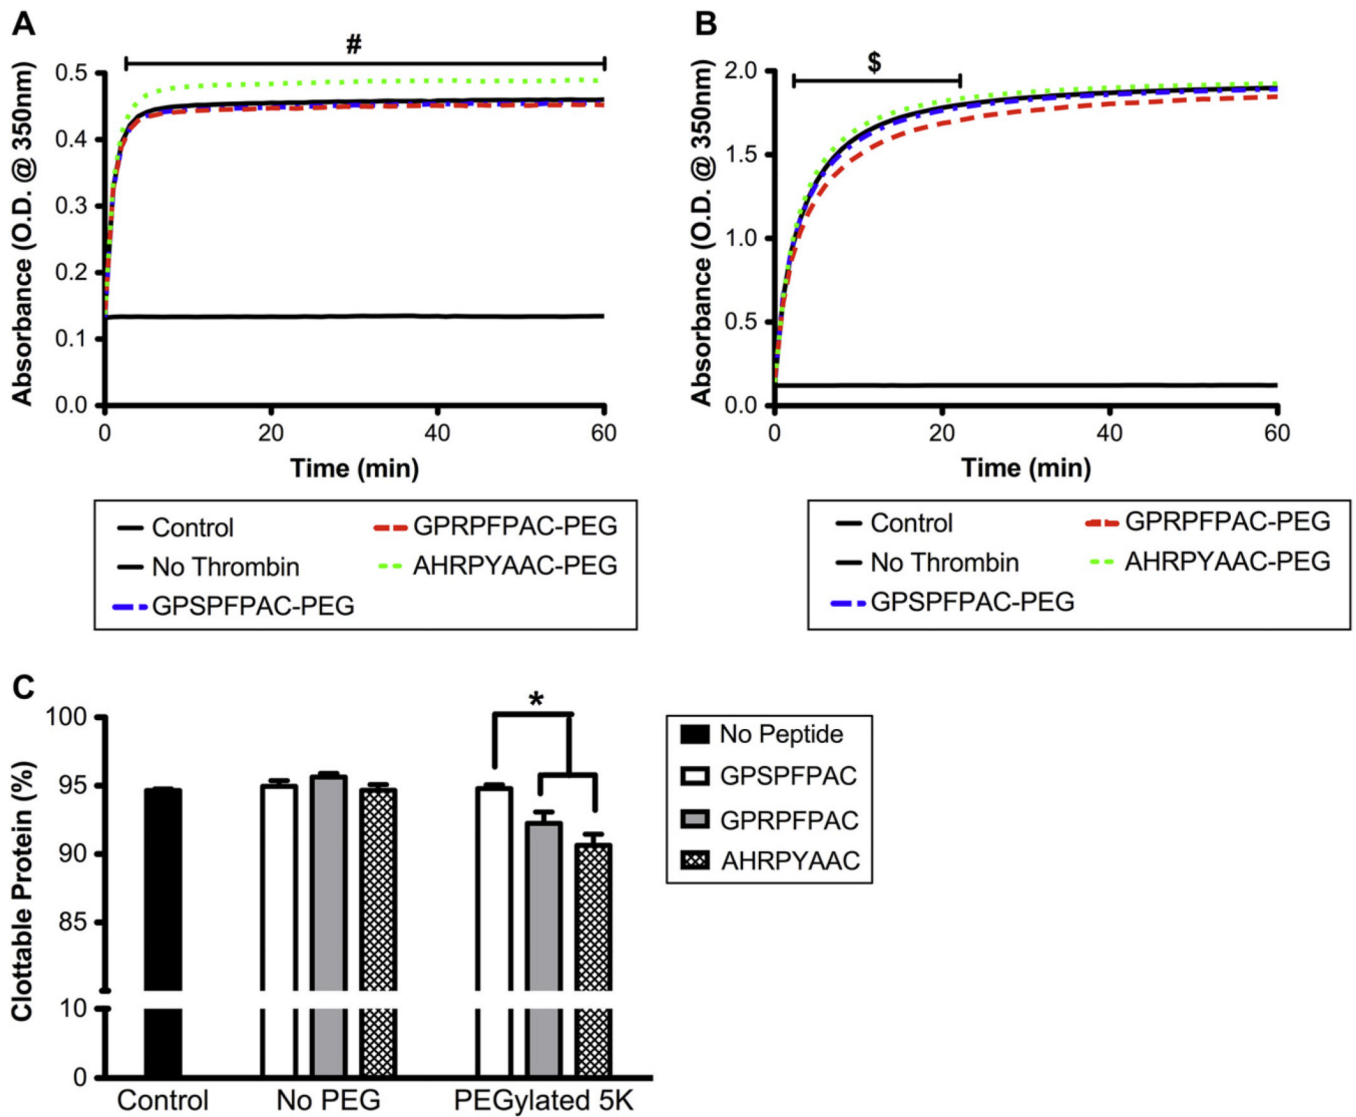 A
#
Absorbance (O.D. @ 350nm)
0.5
0.4
0.3
0.2
0.1
0.0
0 20 40 60
Time (min)
Control
No Thrombin
GPSPFPAC-PEG
GPRPFPAC-PEG
AHRPYAAC-PEG
B
$
Absorbance (O.D. @ 350nm)
2.0
1.5
1.0
0.5
0.0
0 20 40 60
Time (min)
Control
No Thrombin
GPSPFPAC-PEG
GPRPFPAC-PEG
AHRPYAAC-PEG
C
*
Clottable Protein (%)
100
95
90
85
10
0
Control No PEG PEGylated 5K
No Peptide
GPSPFPAC
GPRPFPAC
AHRPYAAC